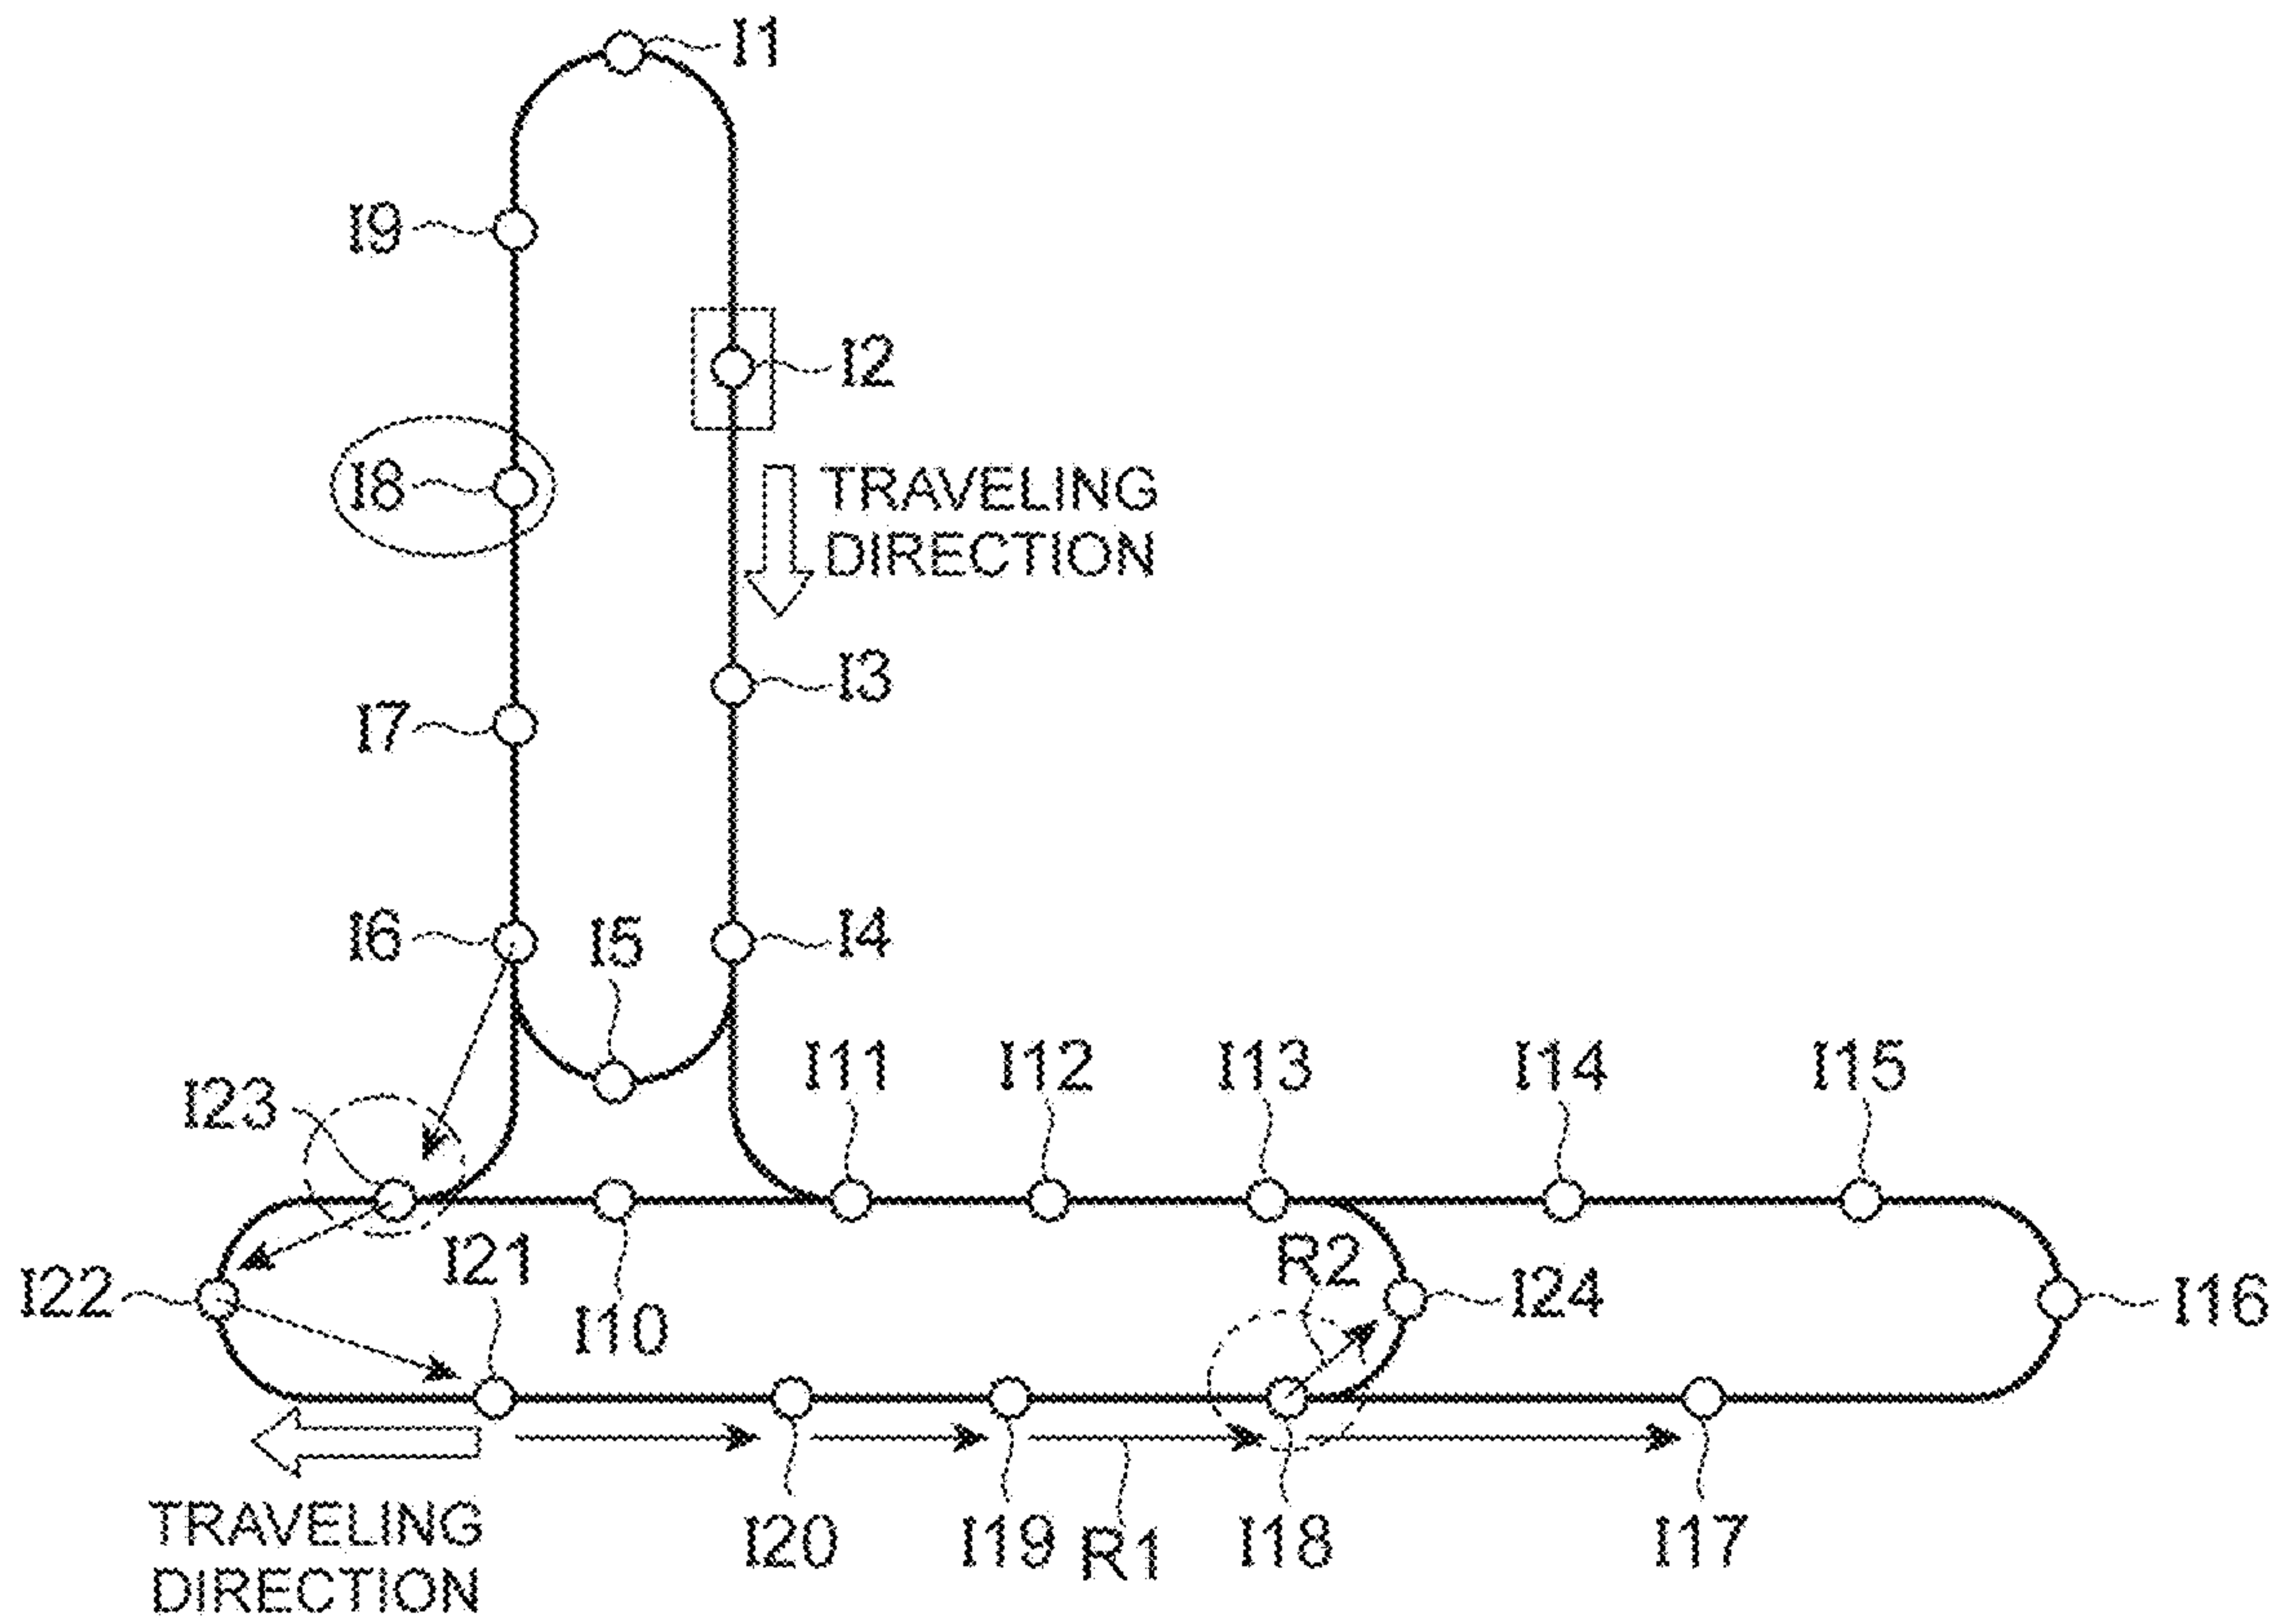 I1
I9
I2
I8
TRAVELING
DIRECTION
I3
I7
I6
I5
I4
I11
I12
I13
I14
I15
I23
I21
R2
I22
I10
I24
I16
TRAVELING
DIRECTION
I20
I19
R1
I18
I17